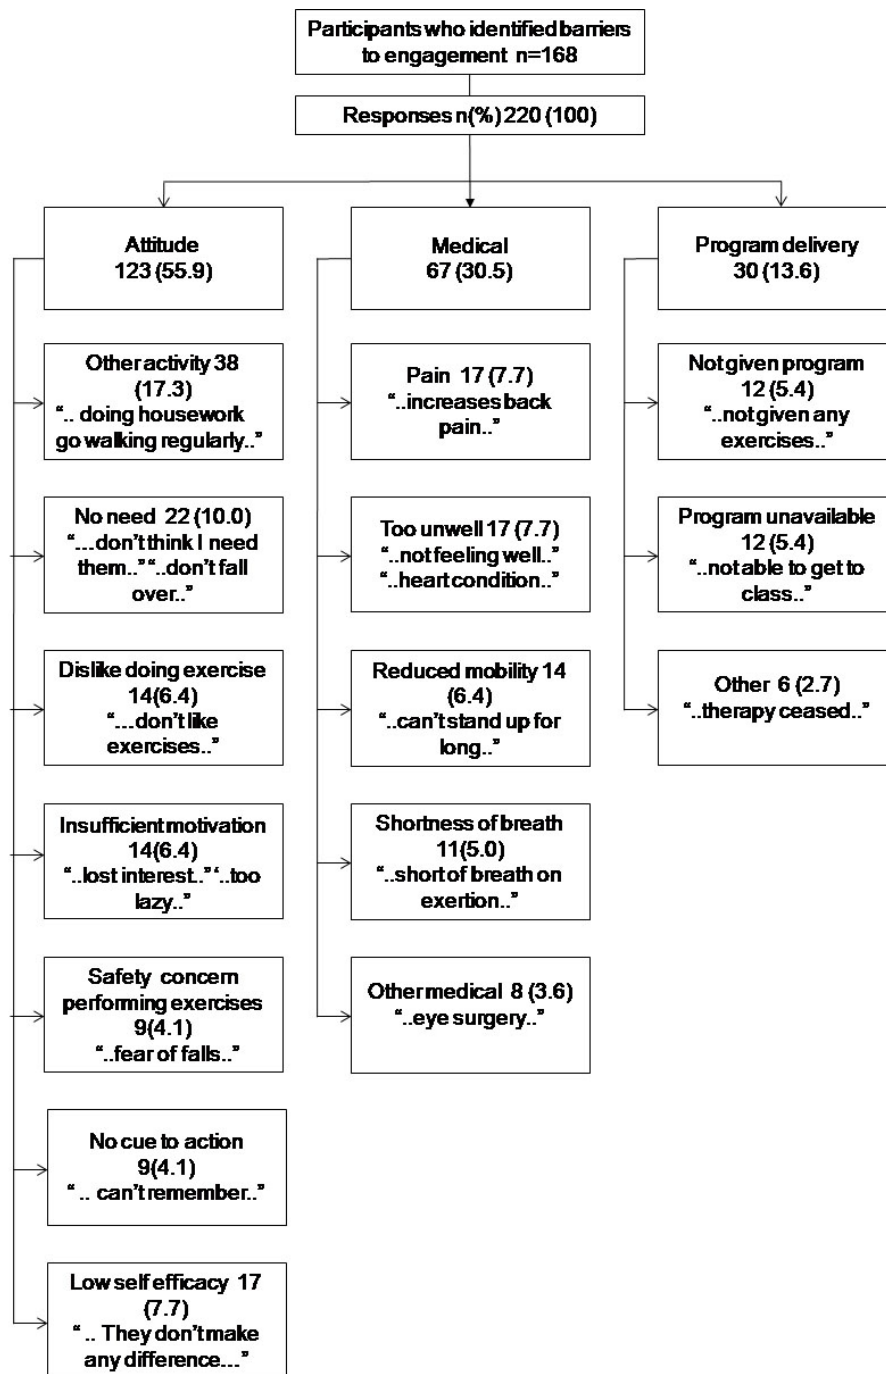 Participants who identified barriers
to engagement n=168
Responses n(%) 220 (100)
Attitude
123 (55.9)
Other activity 38
(17.3)
“.. doing housework
go walking regularly..”
No need 22 (10.0)
“...don't think I need
them..” “..don't fall
over..”
Dislike doing exercise
14(6.4)
“...don't like
exercises..”
Insufficient motivation
14(6.4)
“..lost interest..” ‘..too
lazy..”
Safety concern
performing exercises
9(4.1)
“..fear of falls..”
No cue to action
9(4.1)
“.. can't remember..”
Low self efficacy 17
(7.7)
“ .. They don't make
any difference...”
Medical
67 (30.5)
Pain 17 (7.7)
“..increases back
pain..”
Too unwell 17 (7.7)
“..not feeling well..”
“..heart condition..”
Reduced mobility 14
(6.4)
“..can't stand up for
long..”
Shortness of breath
11(5.0)
“..short of breath on
exertion..”
Other medical 8 (3.6)
“..eye surgery..”
Program delivery
30 (13.6)
Not given program
12 (5.4)
“..not given any
exercises..”
Program unavailable
12 (5.4)
“..not able to get to
class..”
Other 6 (2.7)
“..therapy ceased..”